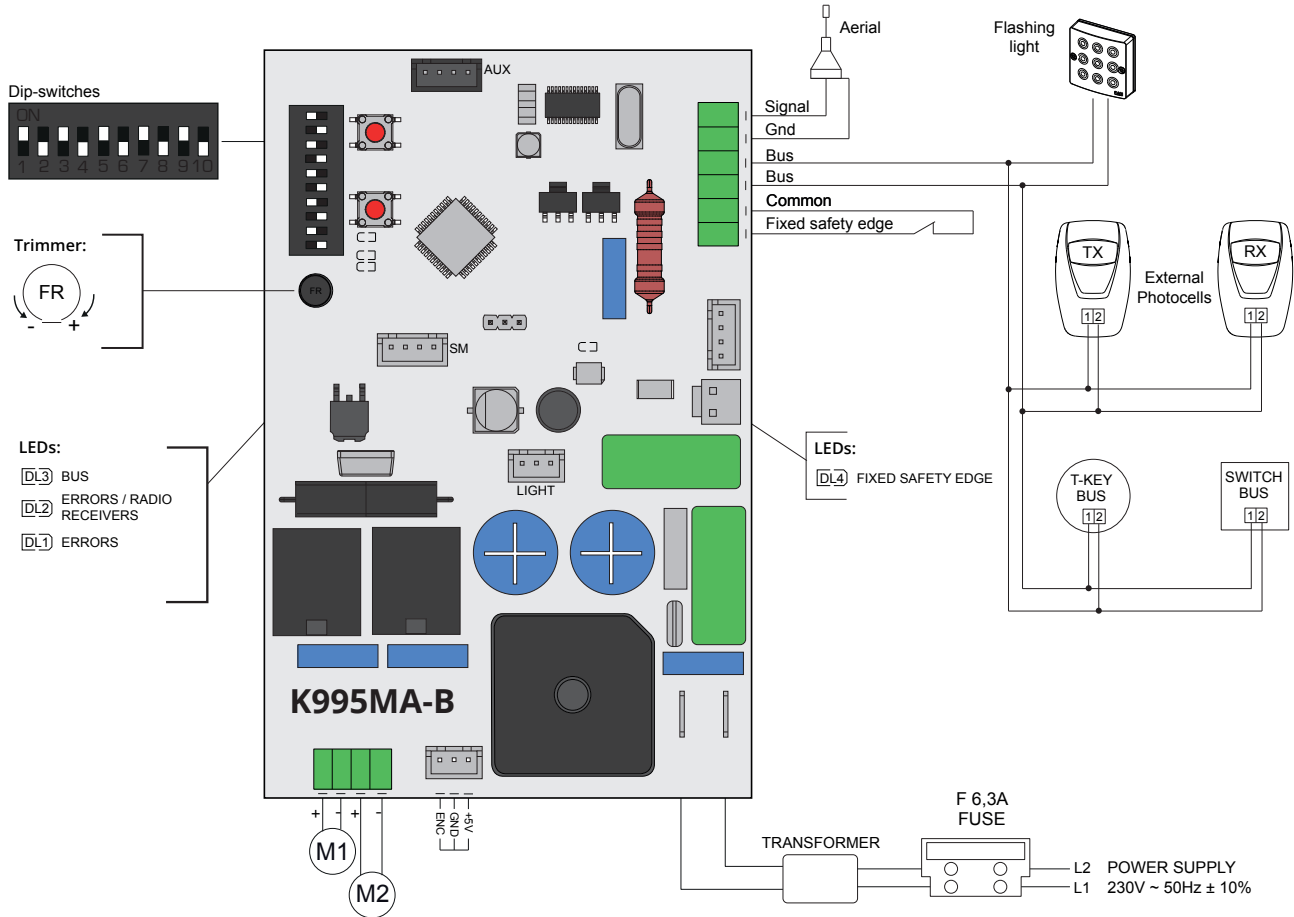 Dip-switches
ON
1 2 3 4 5 6 7 8 9 10
Trimmer:
FR
- +
LEDs:
DL3 BUS
DL2 ERRORS / RADIO
RECEIVERS
DL1 ERRORS
AUX
FR
SM
LIGHT
K995MA-B
+ - + -
M1
M2
ENC
GND
+5V
Aerial
Signal
Gnd
Bus
Bus
Common
Fixed safety edge
Flashing
light
TX
1 2
External
Photocells
RX
1 2
LEDs:
DL4 FIXED SAFETY EDGE
T-KEY
BUS
1 2
SWITCH
BUS
1 2
TRANSFORMER
F 6,3A
FUSE
L2 POWER SUPPLY
L1 230V ~ 50Hz ± 10%